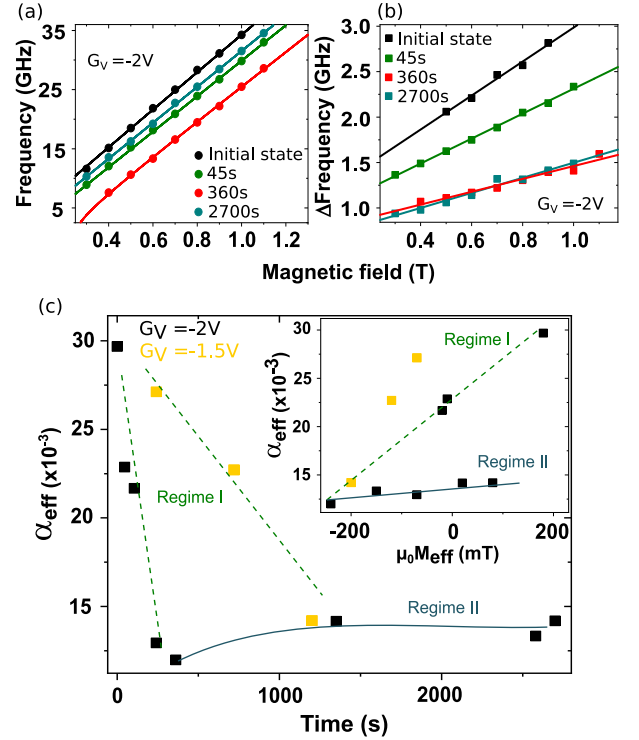 (a)
35
25
15
5
Frequency
(GHz)
G_V =-2V
Initial state
45s
360s
2700s
0.4 0.6 0.8 1.0 1.2
(b)
3.0
2.5
2.0
1.5
1.0
ΔFrequency
(GHz)
Initial state
45s
360s
2700s
G_V =-2V
0.4 0.6 0.8 1.0
Magnetic field (T)
(c)
30
25
20
15
10
α_eff (x10⁻³)
G_V =-2V
G_V =-1.5V
Regime I
Regime II
0 1000 2000
Time (s)
30
25
20
15
10
α_eff (x10⁻³)
Regime I
Regime II
-200 0 200
μ₀M_eff (mT)